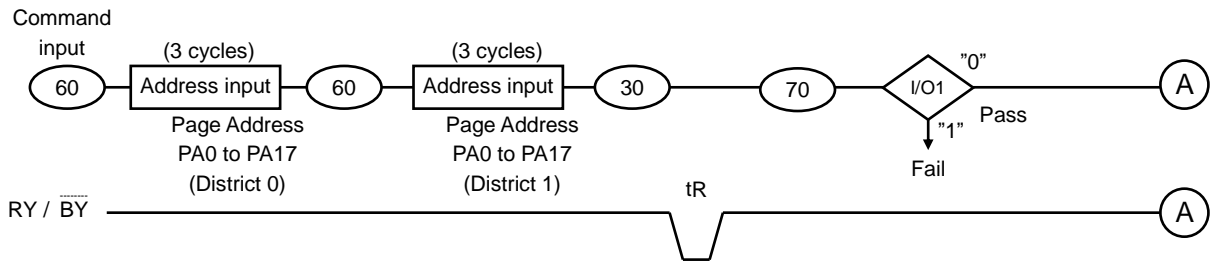 Command
input
(3 cycles)
(3 cycles)
60
Address input
60
Address input
30
70
I/O1
"0"
A
Page Address
PA0 to PA17
(District 0)
Page Address
PA0 to PA17
(District 1)
"1"
Pass
Fail
tR
RY / BY
A